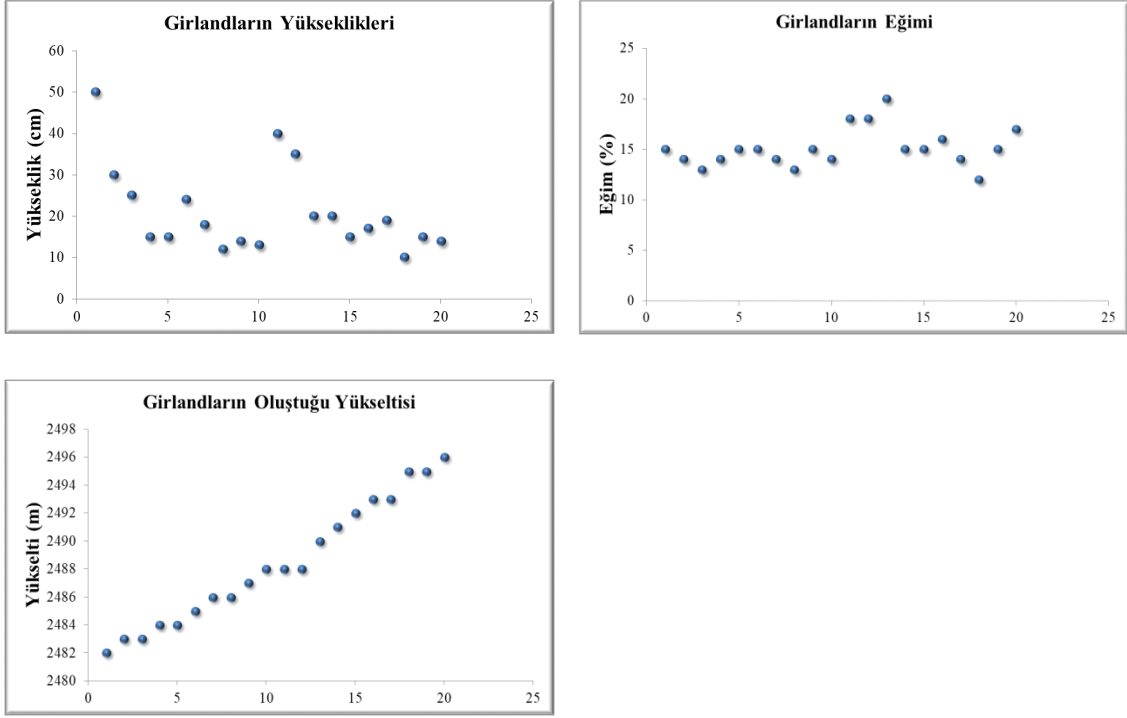 Girlandların Yükseklikleri
Yükseklik (cm)
60
50
40
30
20
10
0
0 5 10 15 20 25
Girlandların Eğimi
Eğim (%)
25
20
15
10
5
0
0 5 10 15 20 25
Girlandların Oluştuğu Yükseltisi
Yükselti (m)
2498
2496
2494
2492
2490
2488
2486
2484
2482
2480
0 5 10 15 20 25